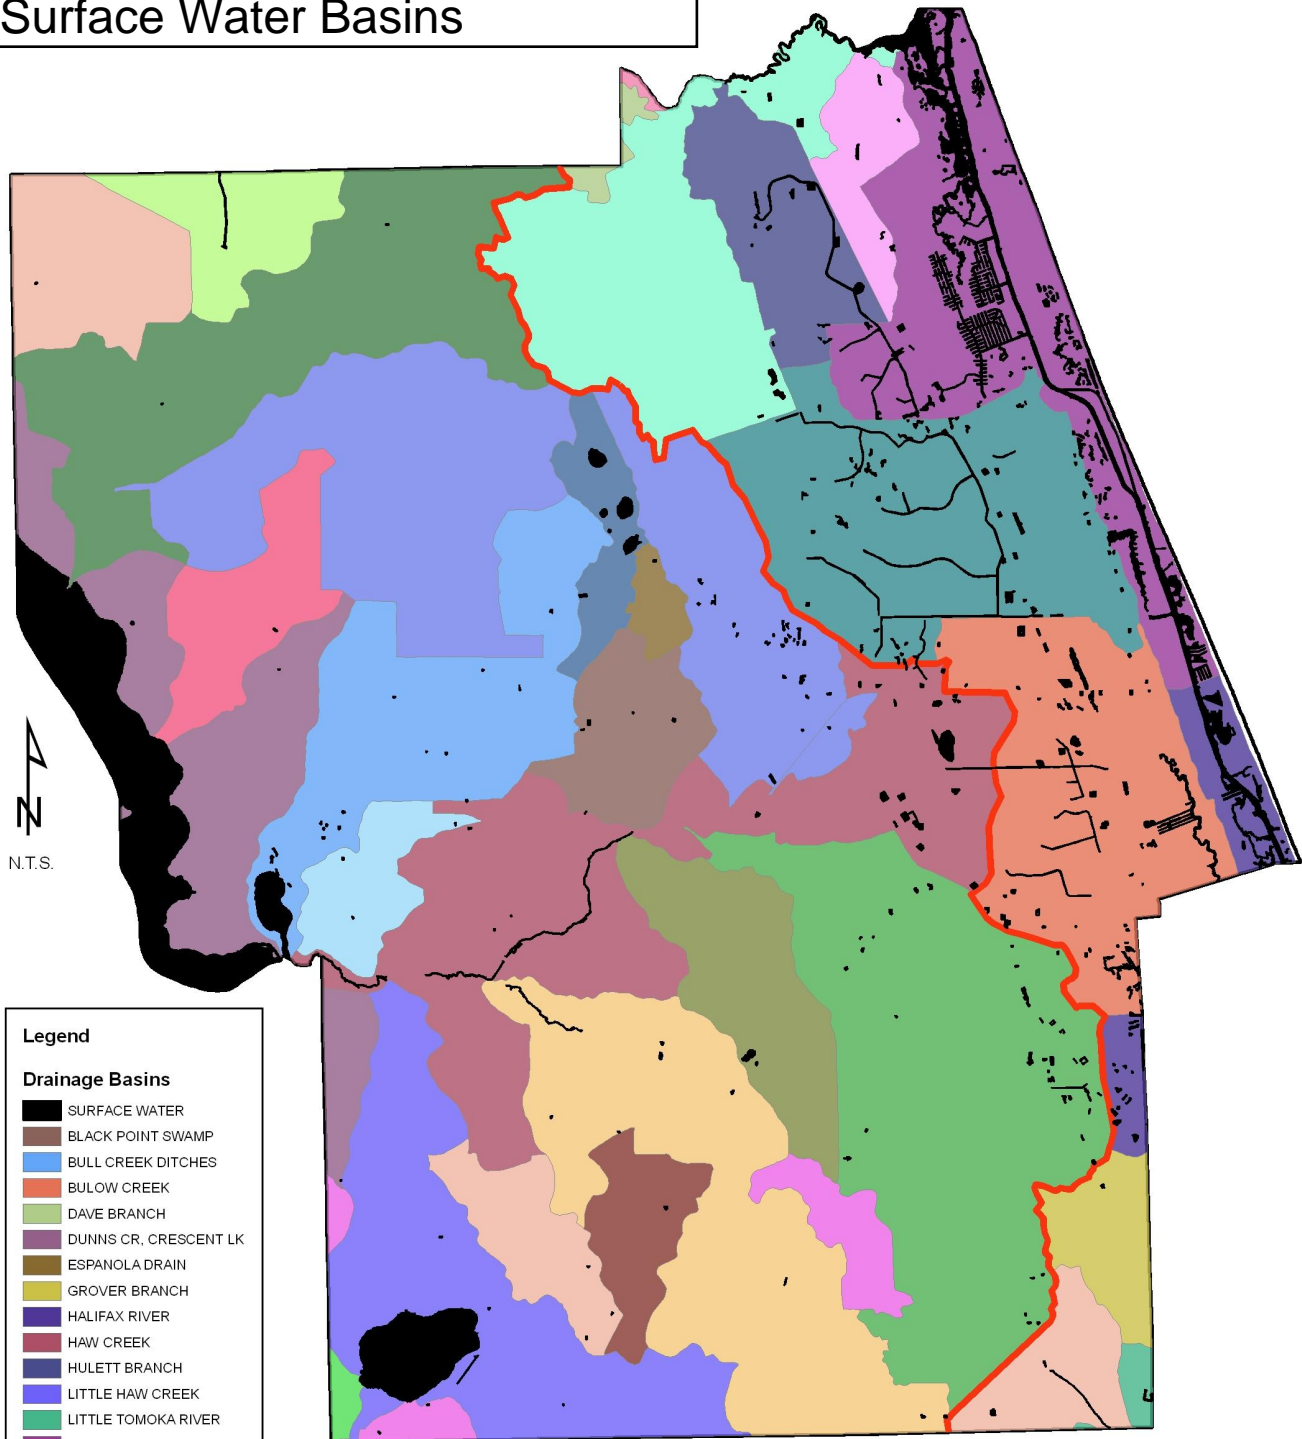 Surface Water Basins
N
N.T.S.
Legend
Drainage Basins
SURFACE WATER
BLACK POINT SWAMP
BULL CREEK DITCHES
BULOW CREEK
DAVE BRANCH
DUNNS CR, CRESCENT LK
ESPANOLA DRAIN
GROVER BRANCH
HALIFAX RIVER
HAW CREEK
HULETT BRANCH
LITTLE HAW CREEK
LITTLE TOMOKA RIVER